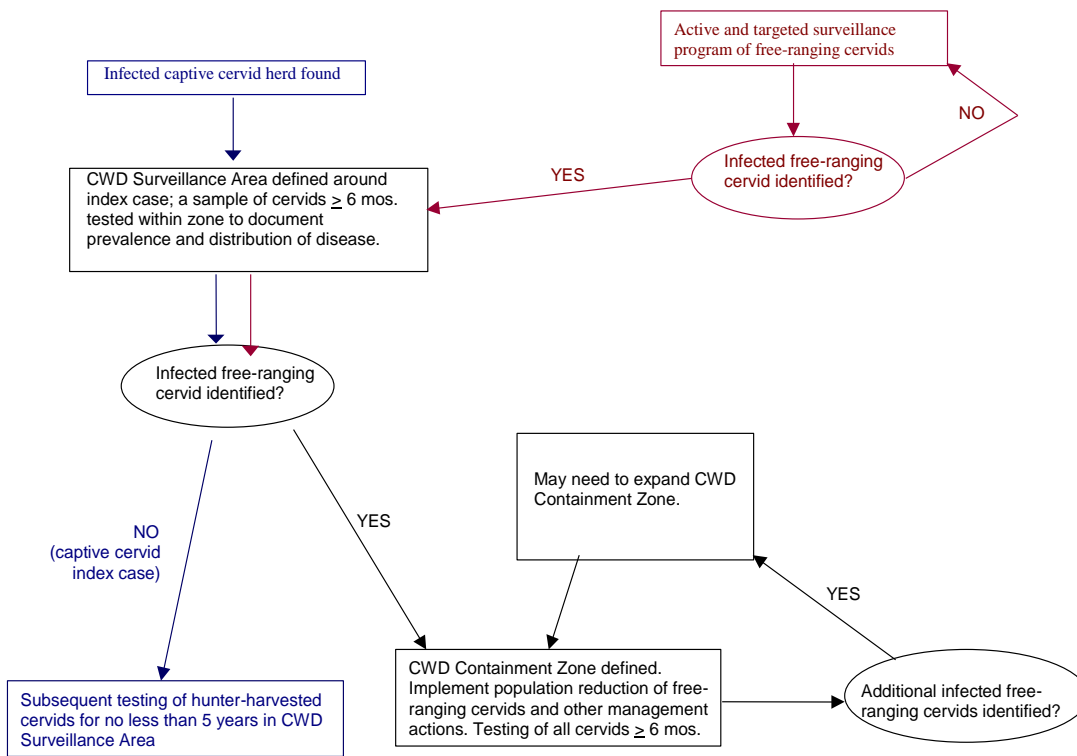 Active and targeted surveillance
program of free-ranging cervids
Infected captive cervid herd found
NO
Infected free-ranging
cervid identified?
YES
CWD Surveillance Area defined around
index case; a sample of cervids ≥ 6 mos.
tested within zone to document
prevalence and distribution of disease.
Infected free-ranging
cervid identified?
May need to expand CWD
Containment Zone.
NO
(captive cervid
index case)
YES
YES
CWD Containment Zone defined.
Implement population reduction of free-
ranging cervids and other management
actions. Testing of all cervids ≥ 6 mos.
Additional infected free-
ranging cervids identified?
Subsequent testing of hunter-harvested
cervids for no less than 5 years in CWD
Surveillance Area